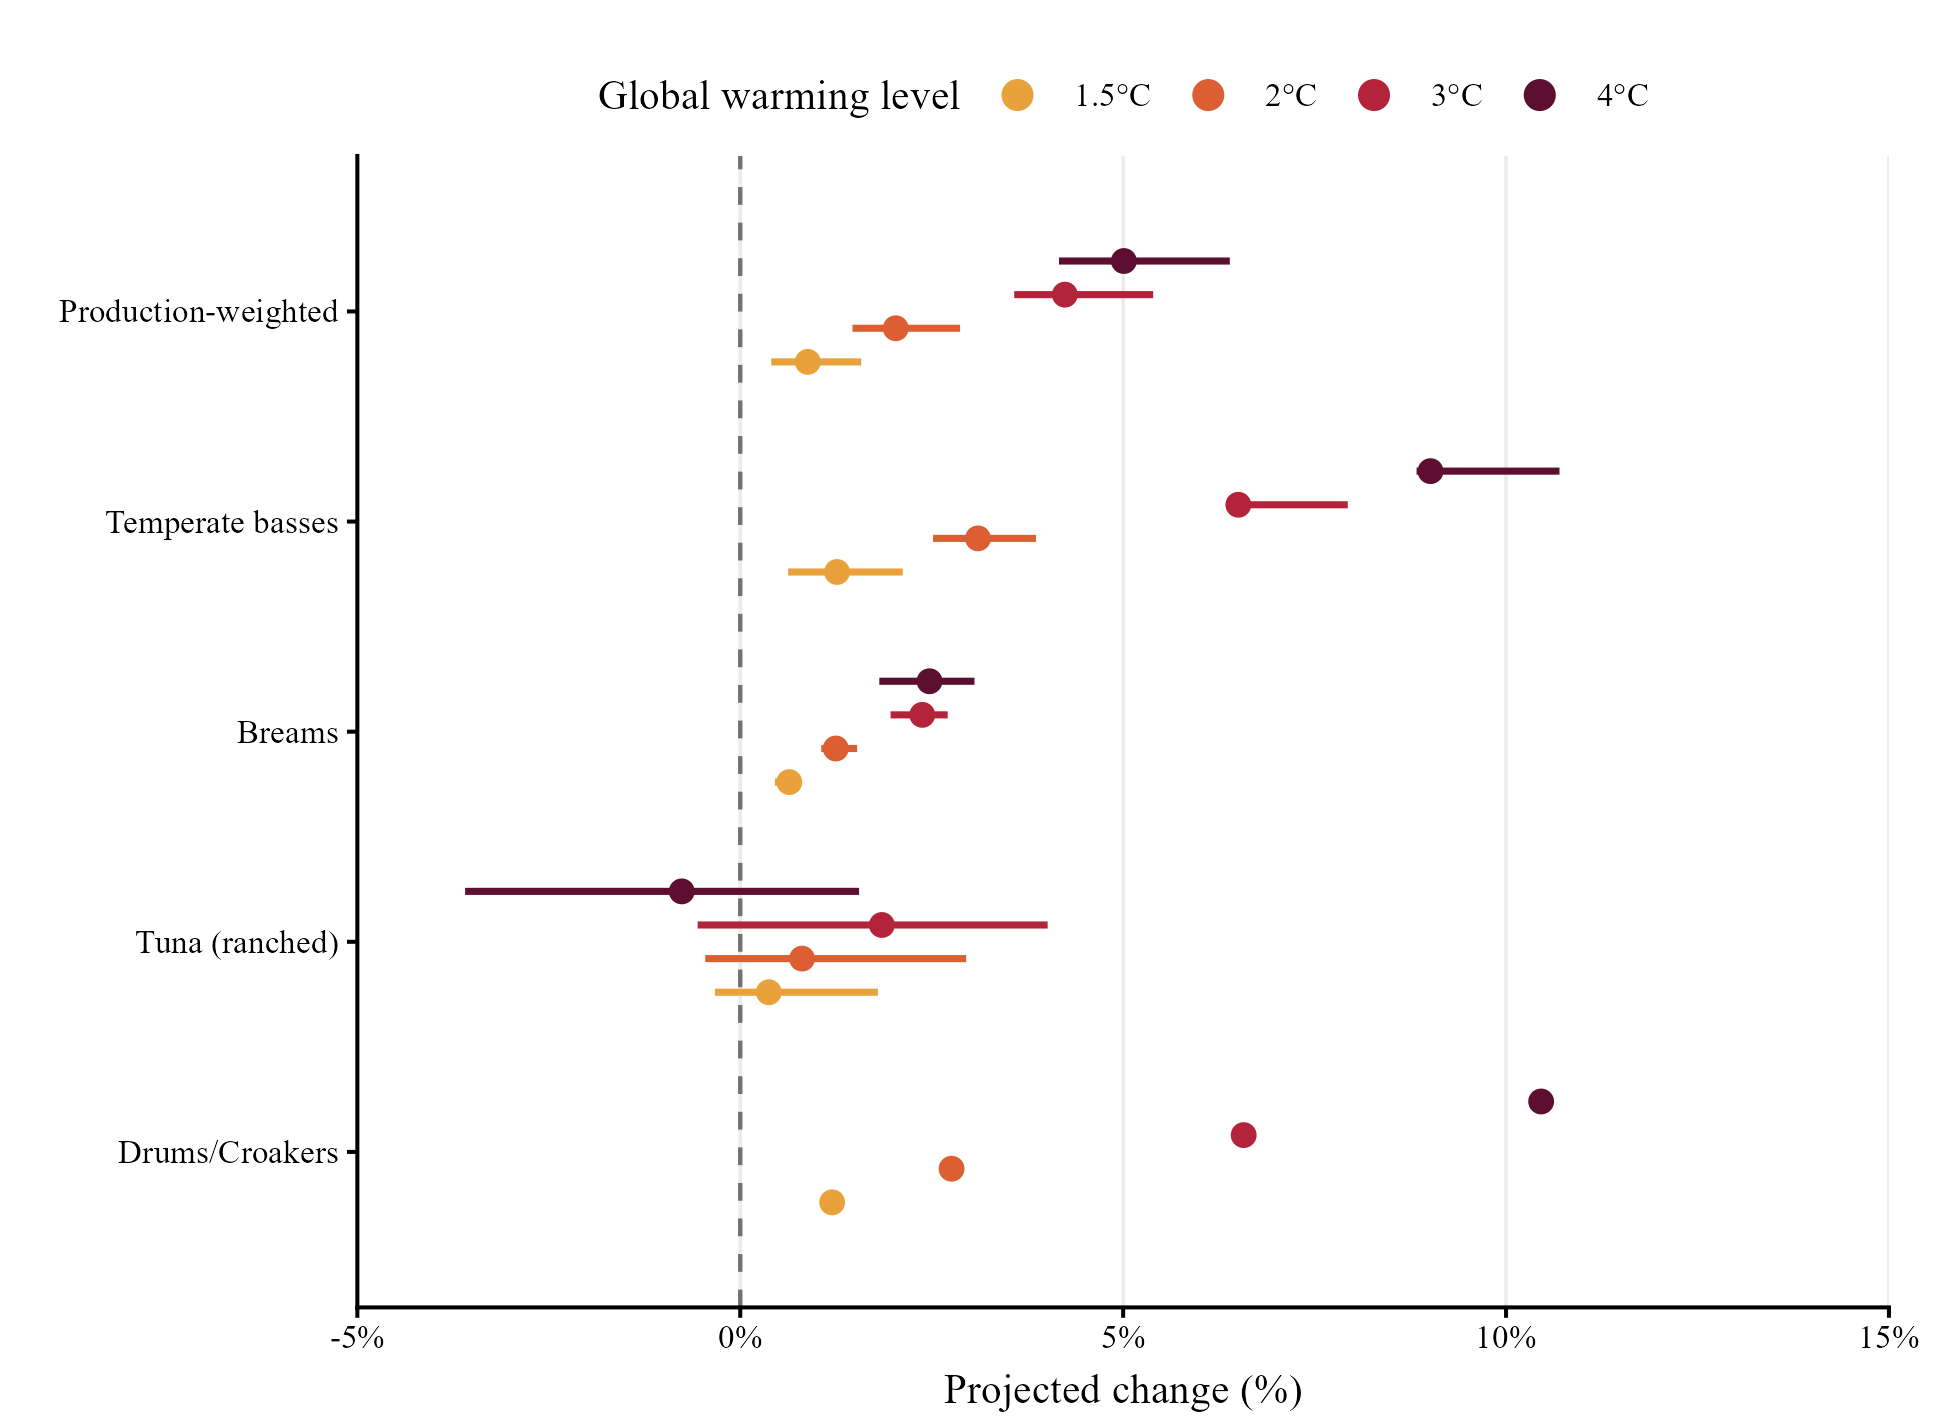 Global warming level 1.5°C 2°C 3°C 4°C
Production-weighted
Temperate basses
Breams
Tuna (ranched)
Drums/Croakers
-5% 0% 5% 10% 15%
Projected change (%)